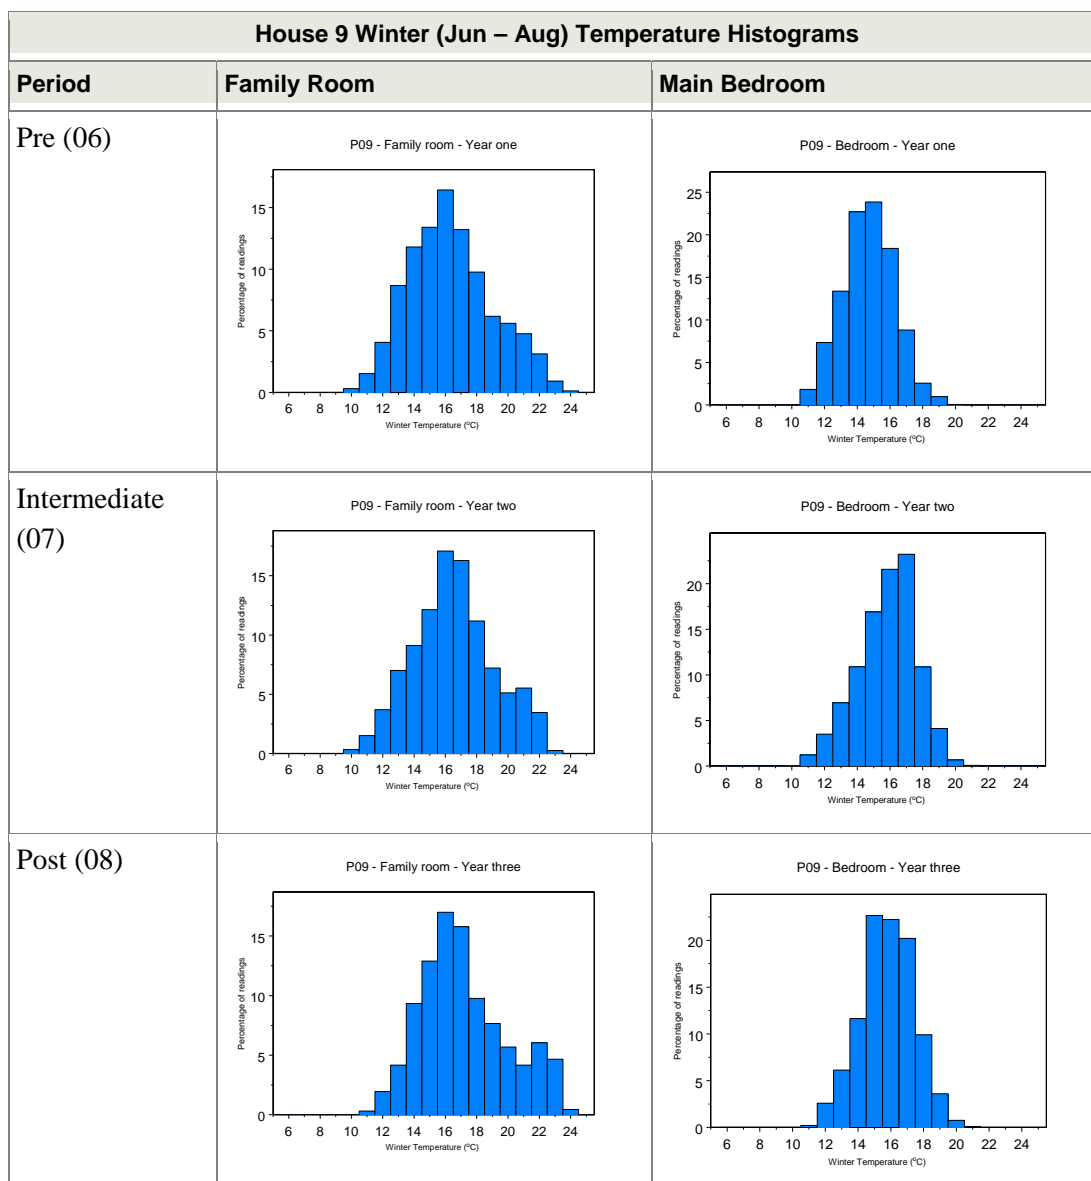 House 9 Winter (Jun – Aug) Temperature Histograms
Period Family Room Main Bedroom
Pre (06)
P09 - Family room - Year one
Percentage of readings
15
10
5
0
6 8 10 12 14 16 18 20 22 24
Winter Temperature (ºC)
P09 - Bedroom - Year one
Percentage of readings
25
20
15
10
5
0
6 8 10 12 14 16 18 20 22 24
Winter Temperature (ºC)
Intermediate
(07)
P09 - Family room - Year two
Percentage of readings
15
10
5
0
6 8 10 12 14 16 18 20 22 24
Winter Temperature (ºC)
P09 - Bedroom - Year two
Percentage of readings
20
15
10
5
0
6 8 10 12 14 16 18 20 22 24
Winter Temperature (ºC)
Post (08)
P09 - Family room - Year three
Percentage of readings
15
10
5
0
6 8 10 12 14 16 18 20 22 24
Winter Temperature (ºC)
P09 - Bedroom - Year three
Percentage of readings
20
15
10
5
0
6 8 10 12 14 16 18 20 22 24
Winter Temperature (ºC)